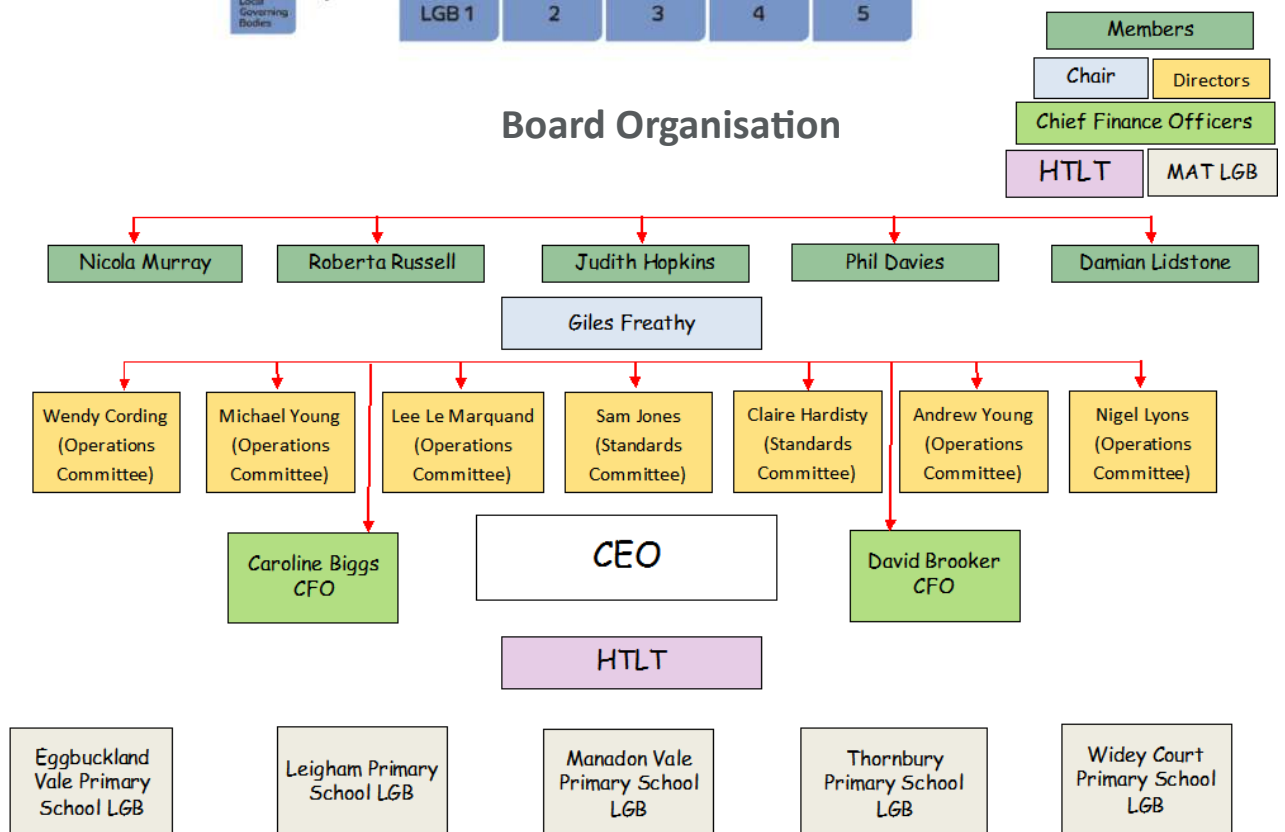 Local
Governing
Bodies
LGB 1
2
3
4
5
Members
Chair
Directors
Chief Finance Officers
HTLT
MAT LGB
Board Organisation
Nicola Murray
Roberta Russell
Judith Hopkins
Phil Davies
Damian Lidstone
Giles Freathy
Wendy Cording
(Operations
Committee)
Michael Young
(Operations
Committee)
Lee Le Marquand
(Operations
Committee)
Sam Jones
(Standards
Committee)
Claire Hardisty
(Standards
Committee)
Andrew Young
(Operations
Committee)
Nigel Lyons
(Operations
Committee)
Caroline Biggs
CFO
CEO
David Brooker
CFO
HTLT
Eggbuckland
Vale Primary
School LGB
Leigham Primary
School LGB
Manadon Vale
Primary School
LGB
Thornbury
Primary School
LGB
Widey Court
Primary School
LGB